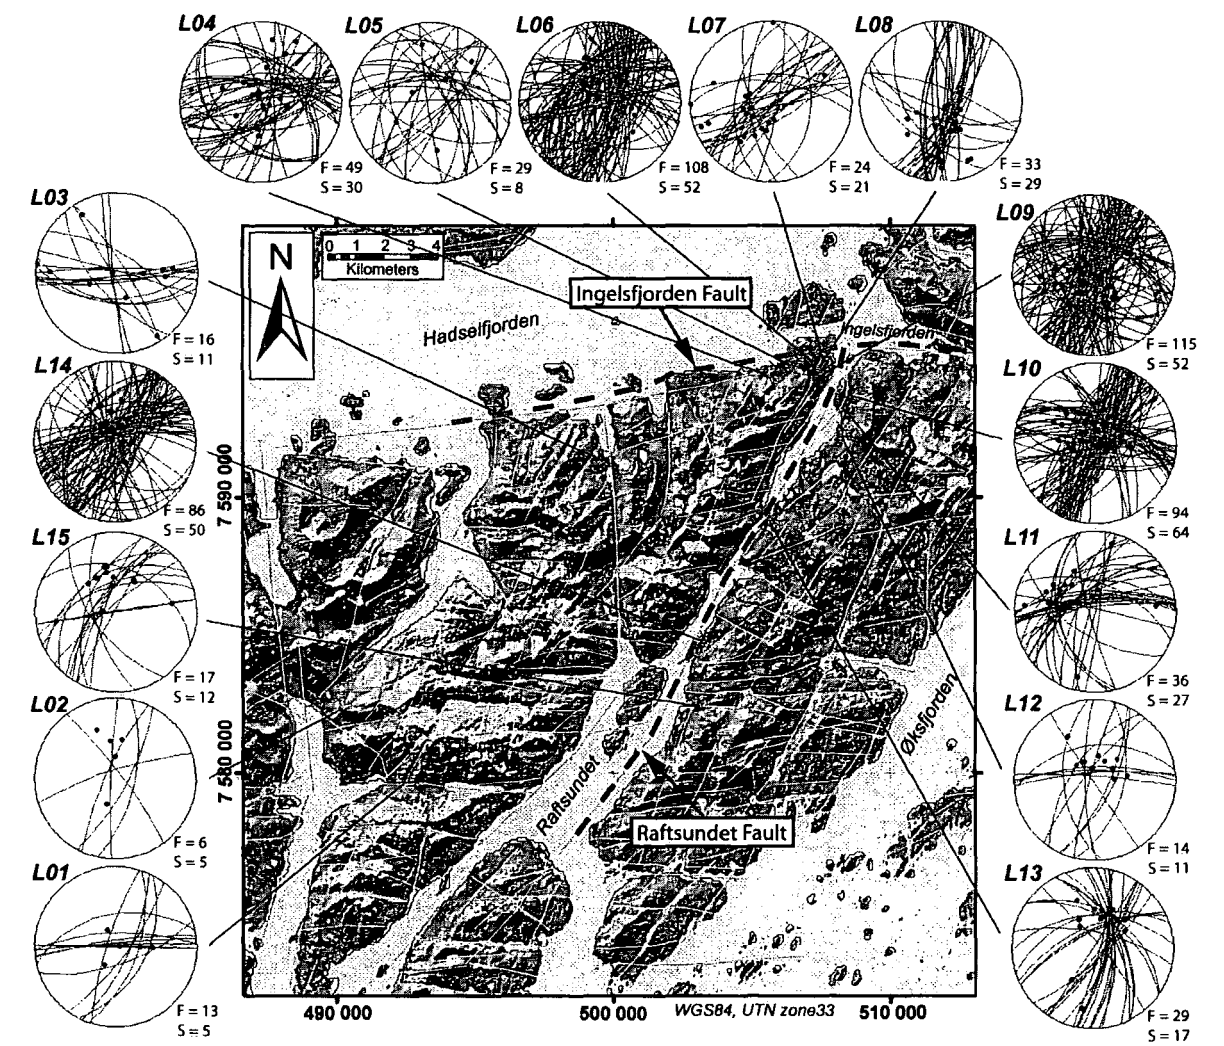 L04
L05
L06
L07
L08
F = 49
S = 30
F = 29
S = 8
F = 108
S = 52
F = 24
S = 21
F = 33
S = 29
L03
F = 16
S = 11
L09
F = 115
S = 52
N
0 1 2 3 4
Kilometers
Ingelsfjorden Fault
Hadselfjorden
Ingelsfjorden
L14
F = 86
S = 50
L10
F = 94
S = 64
7 590 000
L15
F = 17
S = 12
L11
F = 36
S = 27
L02
F = 6
S = 5
L12
F = 14
S = 11
7 580 000
Øksfjorden
Raftsundet
Raftsundet Fault
L01
F = 13
S = 5
L13
F = 29
S = 17
490 000
500 000
WGS84, UTN zone33
510 000